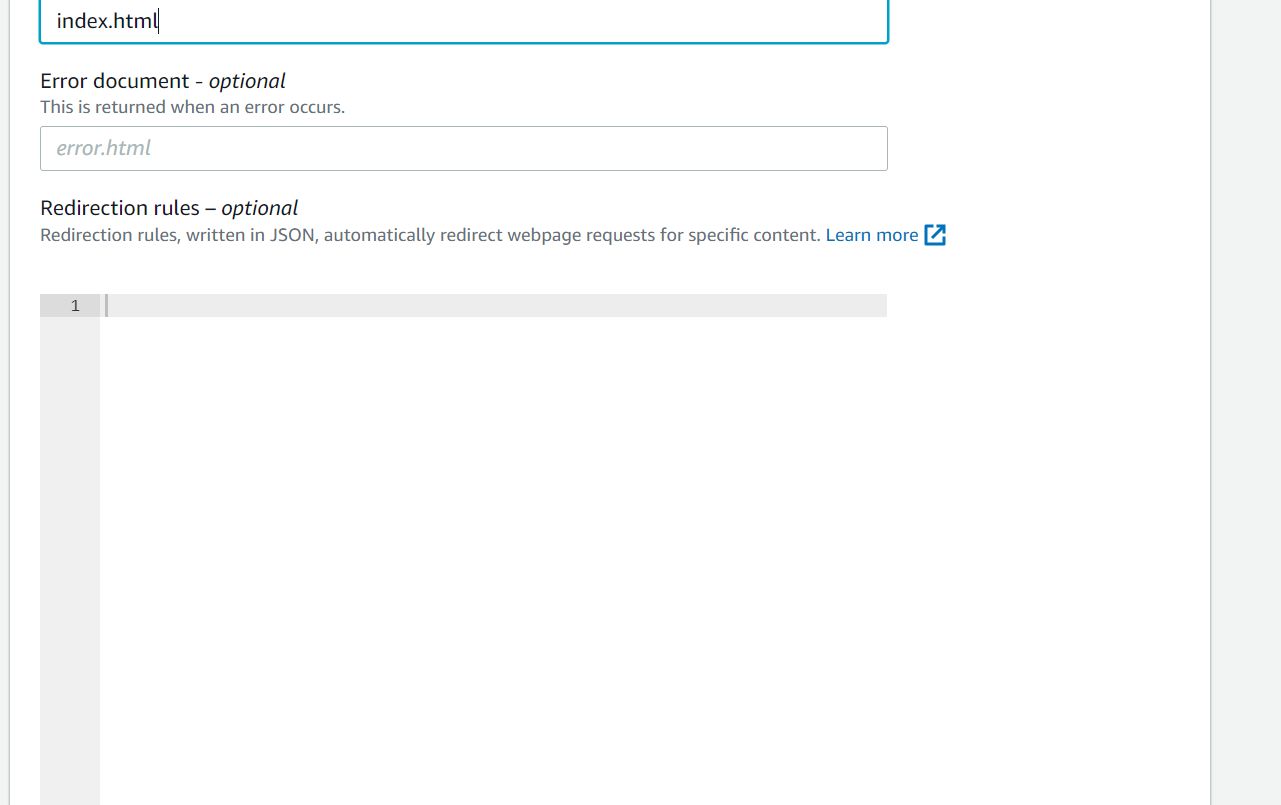 index.html
Error document - optional
This is returned when an error occurs.
error.html
Redirection rules – optional
Redirection rules, written in JSON, automatically redirect webpage requests for specific content. Learn more
1